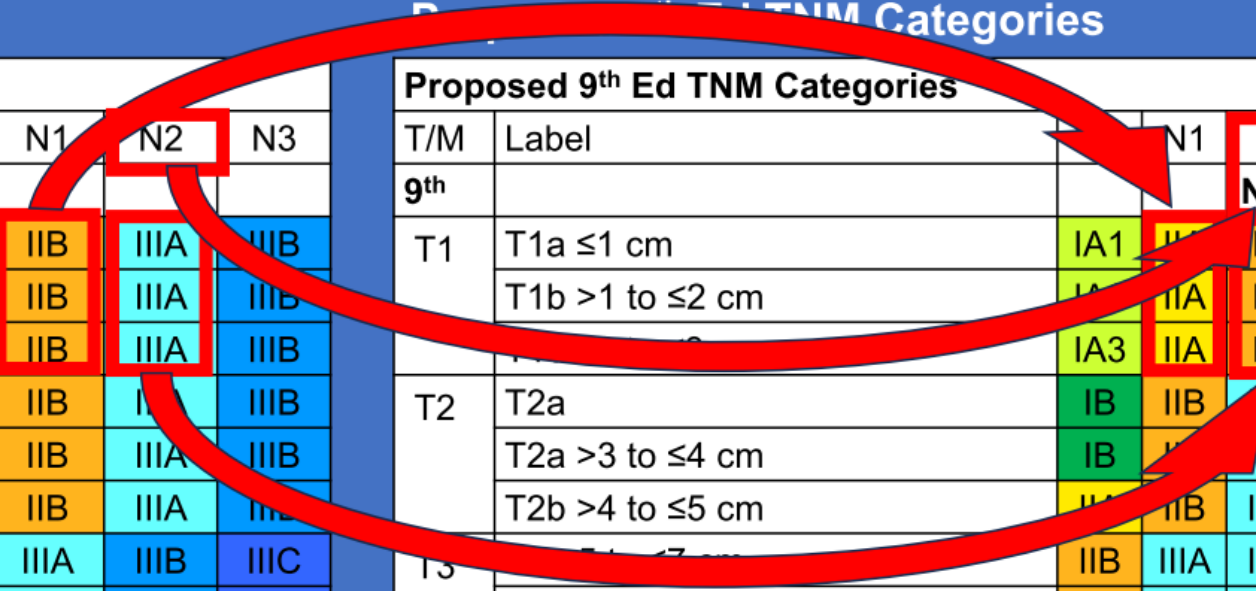 TNM Categories
Proposed 9th Ed TNM Categories
N1 N2 N3 T/M Label N1
9th
IIB IIIA IIIB T1 T1a ≤1 cm IA1
IIB IIIA IIIB T1b >1 to ≤2 cm IIA
IIB IIIA IIIB IA3 IIA
IIB IIIB T2 T2a IB IIB
IIB IIIA IIIB T2a >3 to ≤4 cm IB
IIB IIIA T2b >4 to ≤5 cm IIB
IIIA IIIB IIIC T3 IIB IIIA